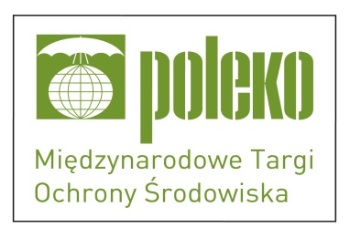 poleko
Międzynarodowe Targi
Ochrony Środowiska